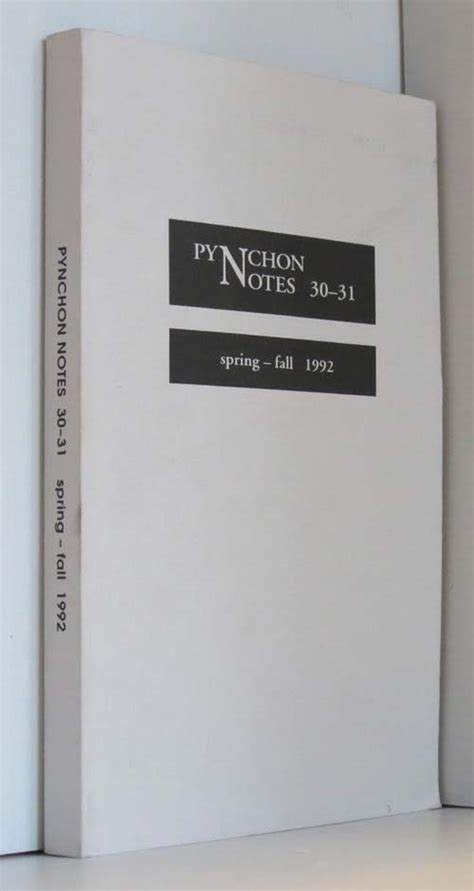 PYNCHON
NOTES 30–31
spring – fall 1992
PYNCHON NOTES 30–31 spring – fall 1992